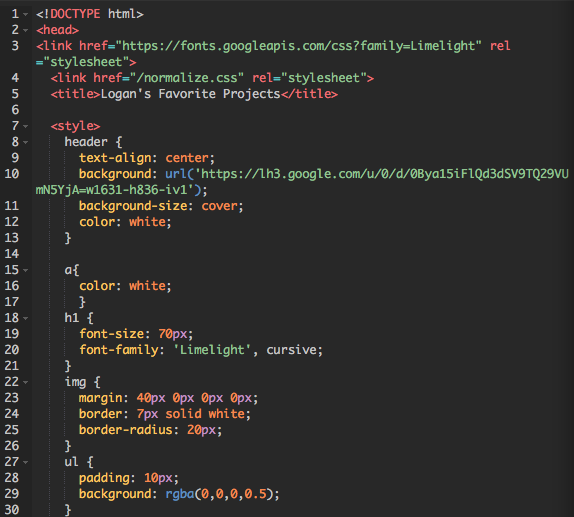 1 <!DOCTYPE html>
2 <head>
3 <link href="https://fonts.googleapis.com/css?family=Limelight" rel
="stylesheet">
4 <link href="/normalize.css" rel="stylesheet">
5 <title>Logan's Favorite Projects</title>
6
7 <style>
8 header {
9 text-align: center;
10 background: url('https://lh3.google.com/u/0/d/0Bya15iFlQd3dSV9TQ29VU
mN5YjA=w1631-h836-iv1');
11 background-size: cover;
12 color: white;
13 }
14
15 a{
16 color: white;
17 }
18 h1 {
19 font-size: 70px;
20 font-family: 'Limelight', cursive;
21 }
22 img {
23 margin: 40px 0px 0px 0px;
24 border: 7px solid white;
25 border-radius: 20px;
26 }
27 ul {
28 padding: 10px;
29 background: rgba(0,0,0,0.5);
30 }